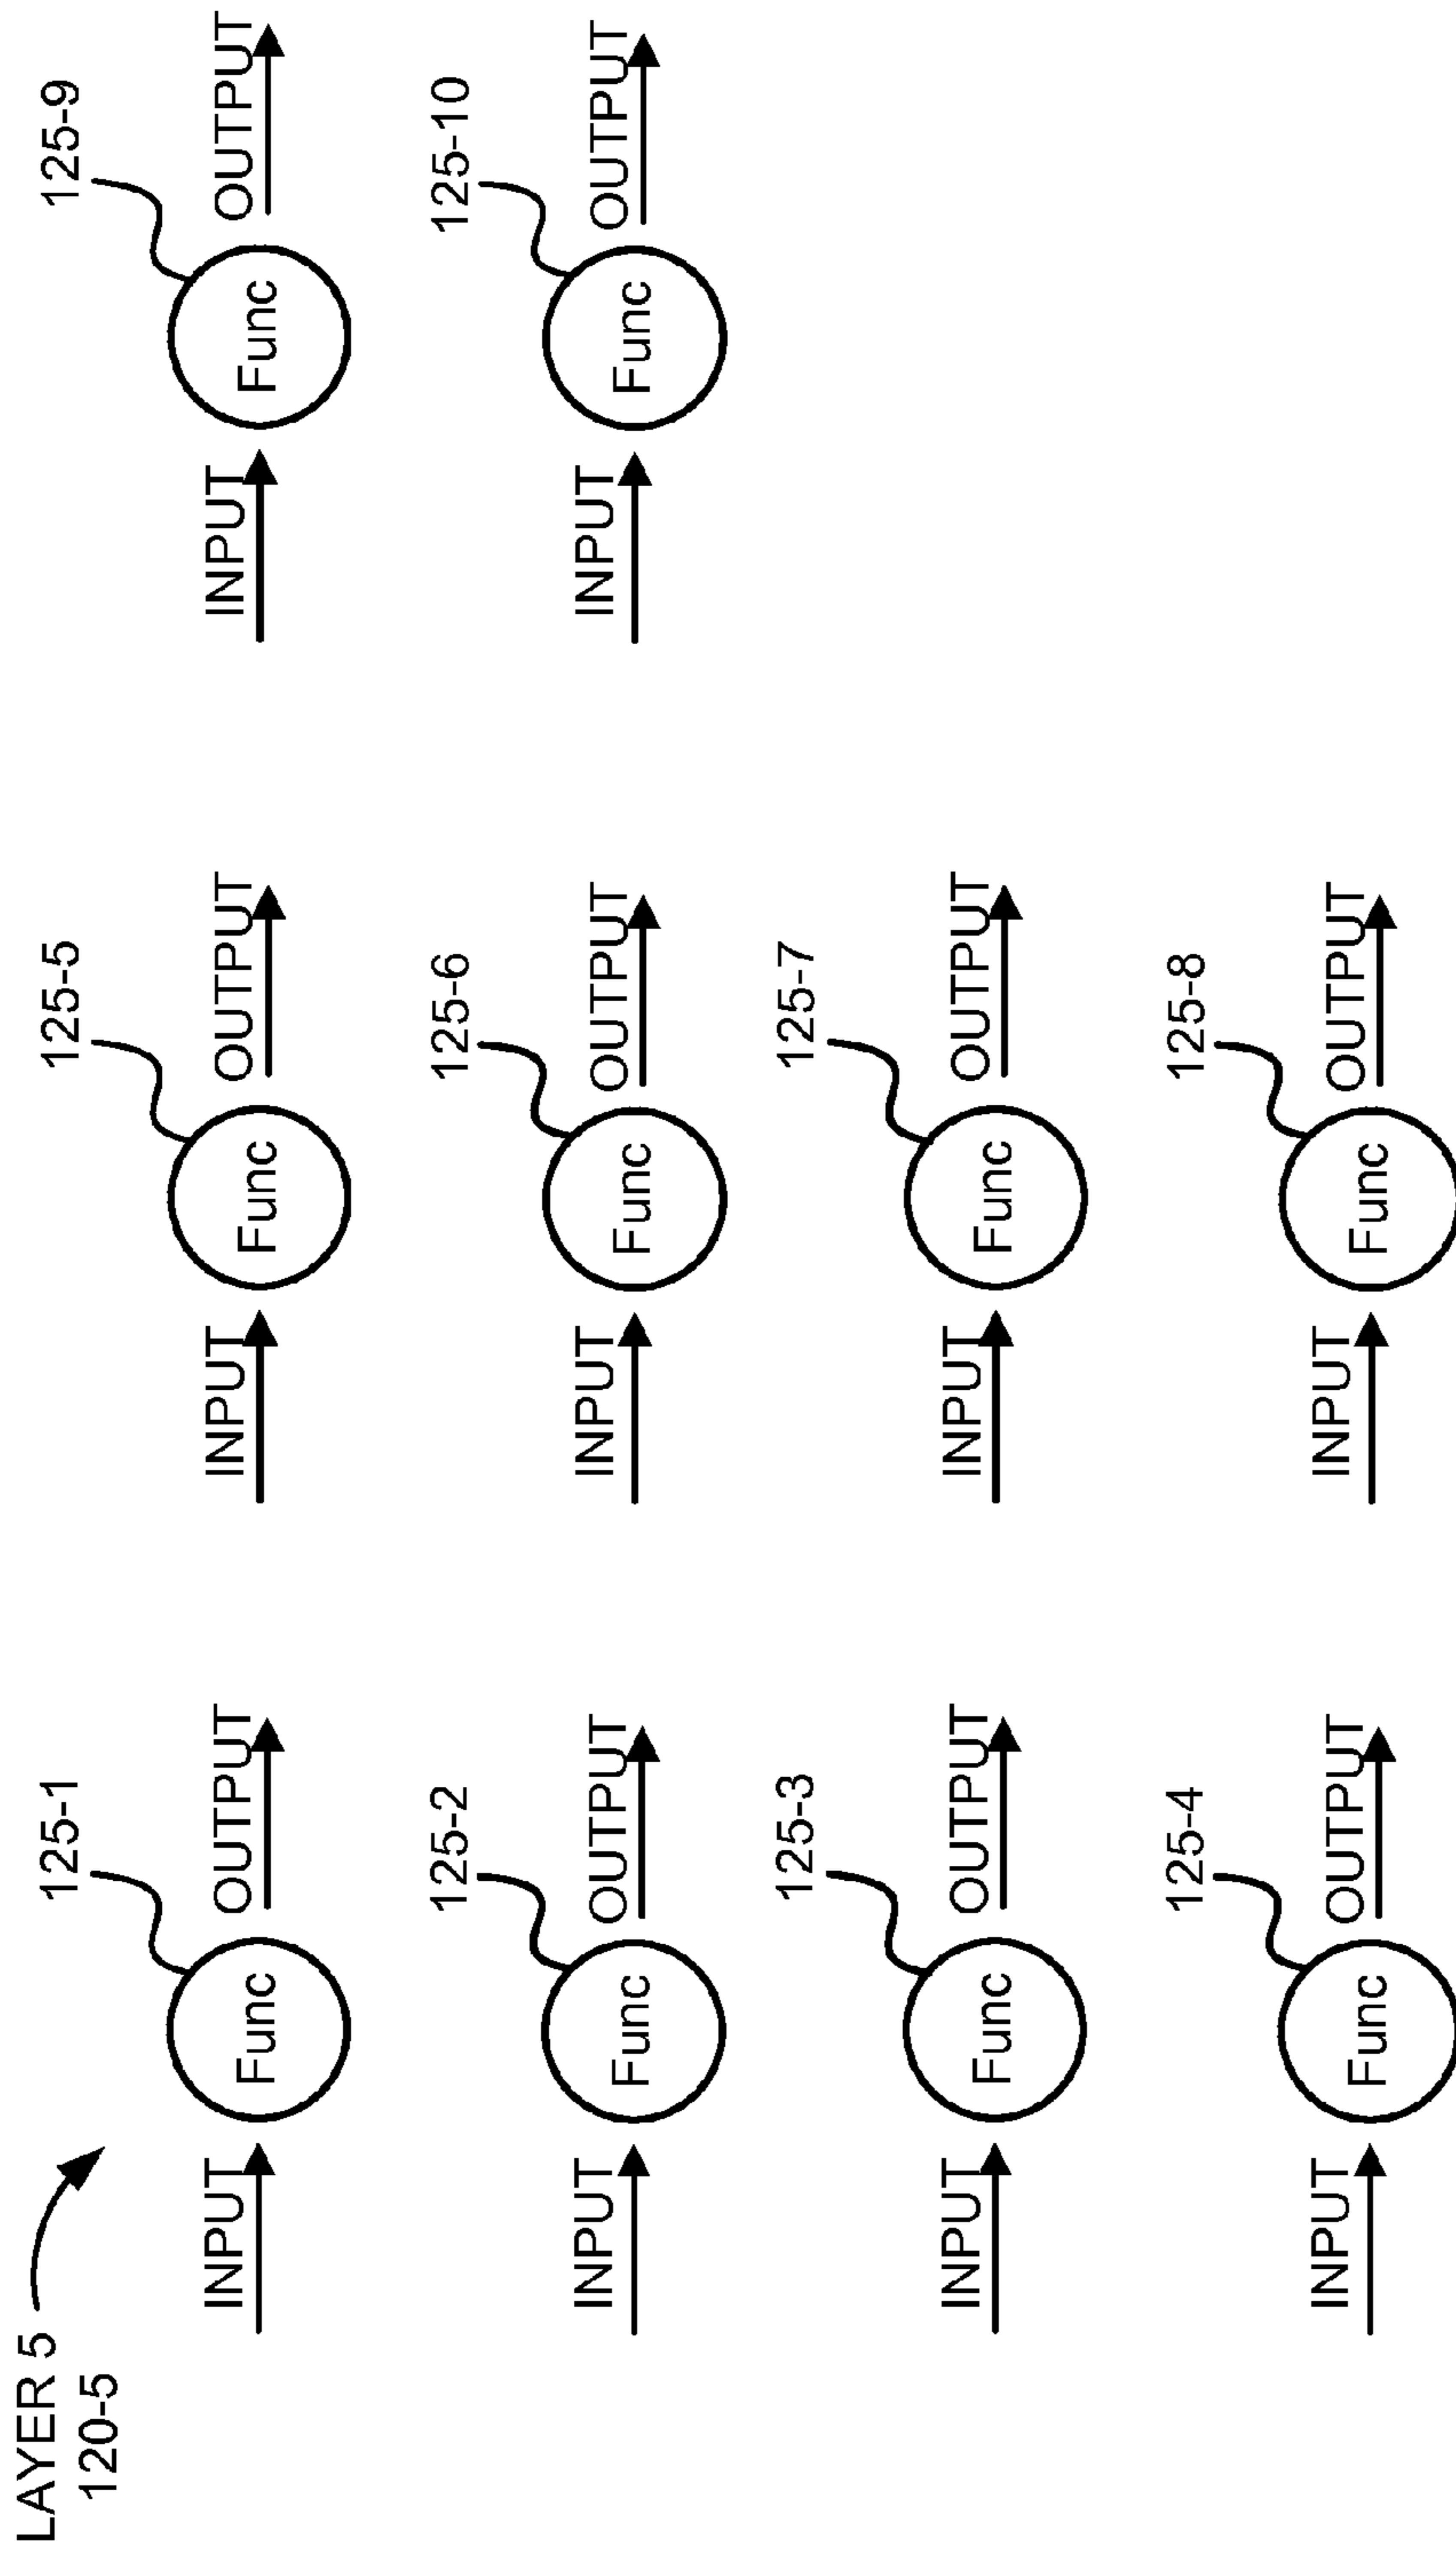 LAYER 5
120-5
125-1
INPUT
Func
OUTPUT
125-5
INPUT
Func
OUTPUT
125-9
INPUT
Func
OUTPUT
125-2
INPUT
Func
OUTPUT
125-6
INPUT
Func
OUTPUT
125-10
INPUT
Func
OUTPUT
125-3
INPUT
Func
OUTPUT
125-7
INPUT
Func
OUTPUT
125-4
INPUT
Func
OUTPUT
125-8
INPUT
Func
OUTPUT